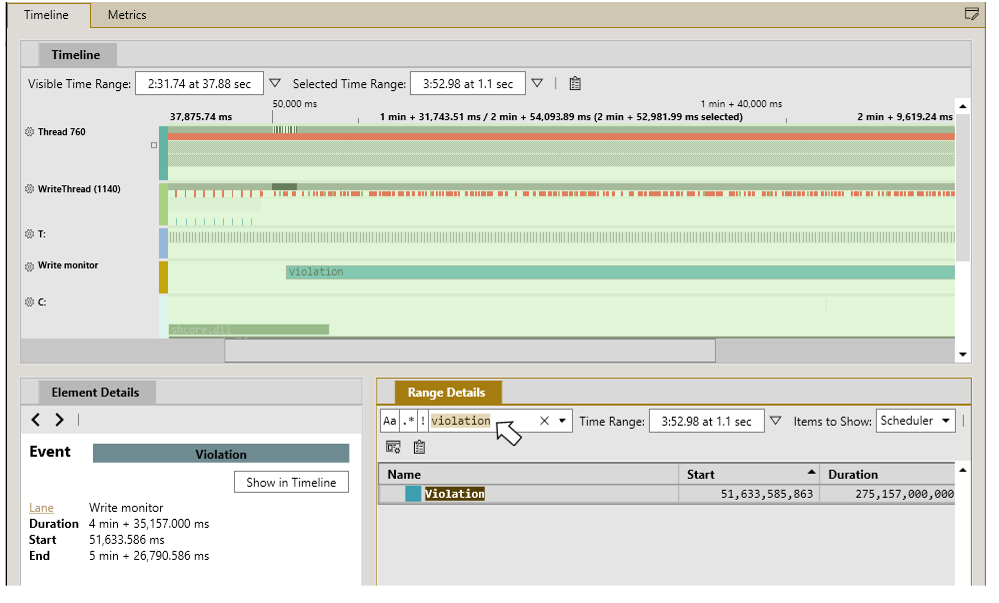 Timeline Metrics
Timeline
Visible Time Range: 2:31.74 at 37.88 sec Selected Time Range: 3:52.98 at 1.1 sec
50,000 ms 1 min + 40,000 ms
37,875.74 ms 1 min + 31,743.51 ms / 2 min + 54,093.89 ms (2 min + 52,981.99 ms selected) 2 min + 9,619.24 ms
Thread 760
WriteThread (1140)
T:
Write monitor
Violation
C:
shcore.dll
Element Details
Event Violation
Show in Timeline
Lane Write monitor
Duration 4 min + 35,157.000 ms
Start 51,633.586 ms
End 5 min + 26,790.586 ms
Range Details
Aa .* ! violation Time Range: 3:52.98 at 1.1 sec Items to Show: Scheduler
Name Start Duration
Violation 51,633,585,863 275,157,000,000